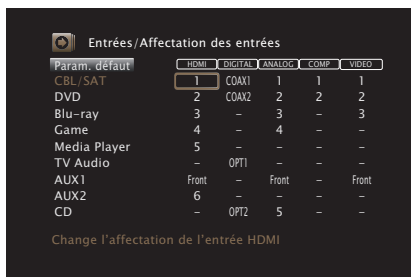 Entrées/Affectation des entrées
Param. défaut HDMI DIGITAL ANALOG COMP VIDEO
CBL/SAT 1 COAX1 1 1 1
DVD 2 COAX2 2 2 2
Blu-ray 3 – 3 – 3
Game 4 – 4 – –
Media Player 5 – – – –
TV Audio – OPT1 – – –
AUX1 Front – Front – Front
AUX2 6 – – – –
CD – OPT2 5 – –
Change l'affectation de l'entrée HDMI